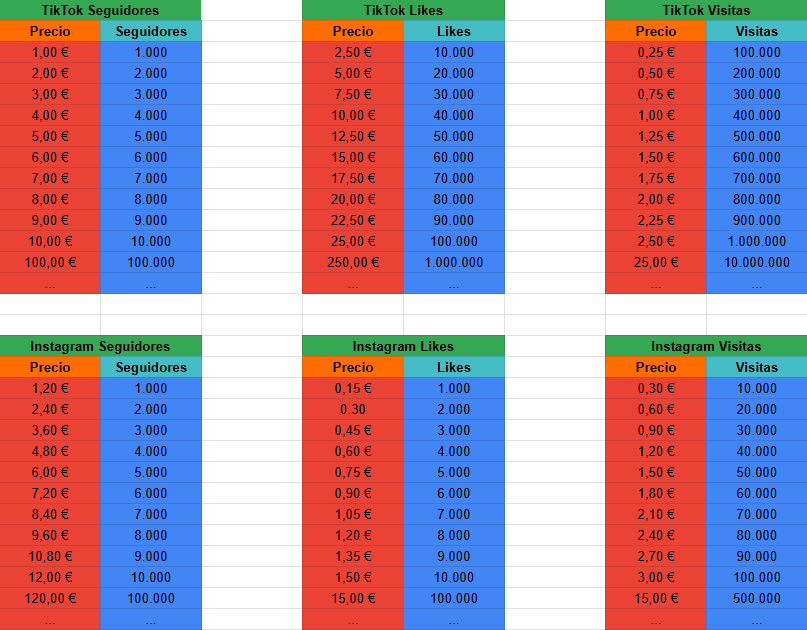 TikTok Seguidores TikTok Likes TikTok Visitas
Precio Seguidores Precio Likes Precio Visitas
1,00 € 1.000 2,50 € 10.000 0,25 € 100.000
2,00 € 2.000 5,00 € 20.000 0,50 € 200.000
3,00 € 3.000 7,50 € 30.000 0,75 € 300.000
4,00 € 4.000 10,00 € 40.000 1,00 € 400.000
5,00 € 5.000 12,50 € 50.000 1,25 € 500.000
6,00 € 6.000 15,00 € 60.000 1,50 € 600.000
7,00 € 7.000 17,50 € 70.000 1,75 € 700.000
8,00 € 8.000 20,00 € 80.000 2,00 € 800.000
9,00 € 9.000 22,50 € 90.000 2,25 € 900.000
10,00 € 10.000 25,00 € 100.000 2,50 € 1.000.000
100,00 € 100.000 250,00 € 1.000.000 25,00 € 10.000.000
... ... ... ... ... ...
Instagram Seguidores Instagram Likes Instagram Visitas
Precio Seguidores Precio Likes Precio Visitas
1,20 € 1.000 0,15 € 1.000 0,30 € 10.000
2,40 € 2.000 0.30 2.000 0,60 € 20.000
3,60 € 3.000 0,45 € 3.000 0,90 € 30.000
4,80 € 4.000 0,60 € 4.000 1,20 € 40.000
6,00 € 5.000 0,75 € 5.000 1,50 € 50.000
7,20 € 6.000 0,90 € 6.000 1,80 € 60.000
8,40 € 7.000 1,05 € 7.000 2,10 € 70.000
9,60 € 8.000 1,20 € 8.000 2,40 € 80.000
10,80 € 9.000 1,35 € 9.000 2,70 € 90.000
12,00 € 10.000 1,50 € 10.000 3,00 € 100.000
120,00 € 100.000 15,00 € 100.000 15,00 € 500.000
... ... ... ... ... ...